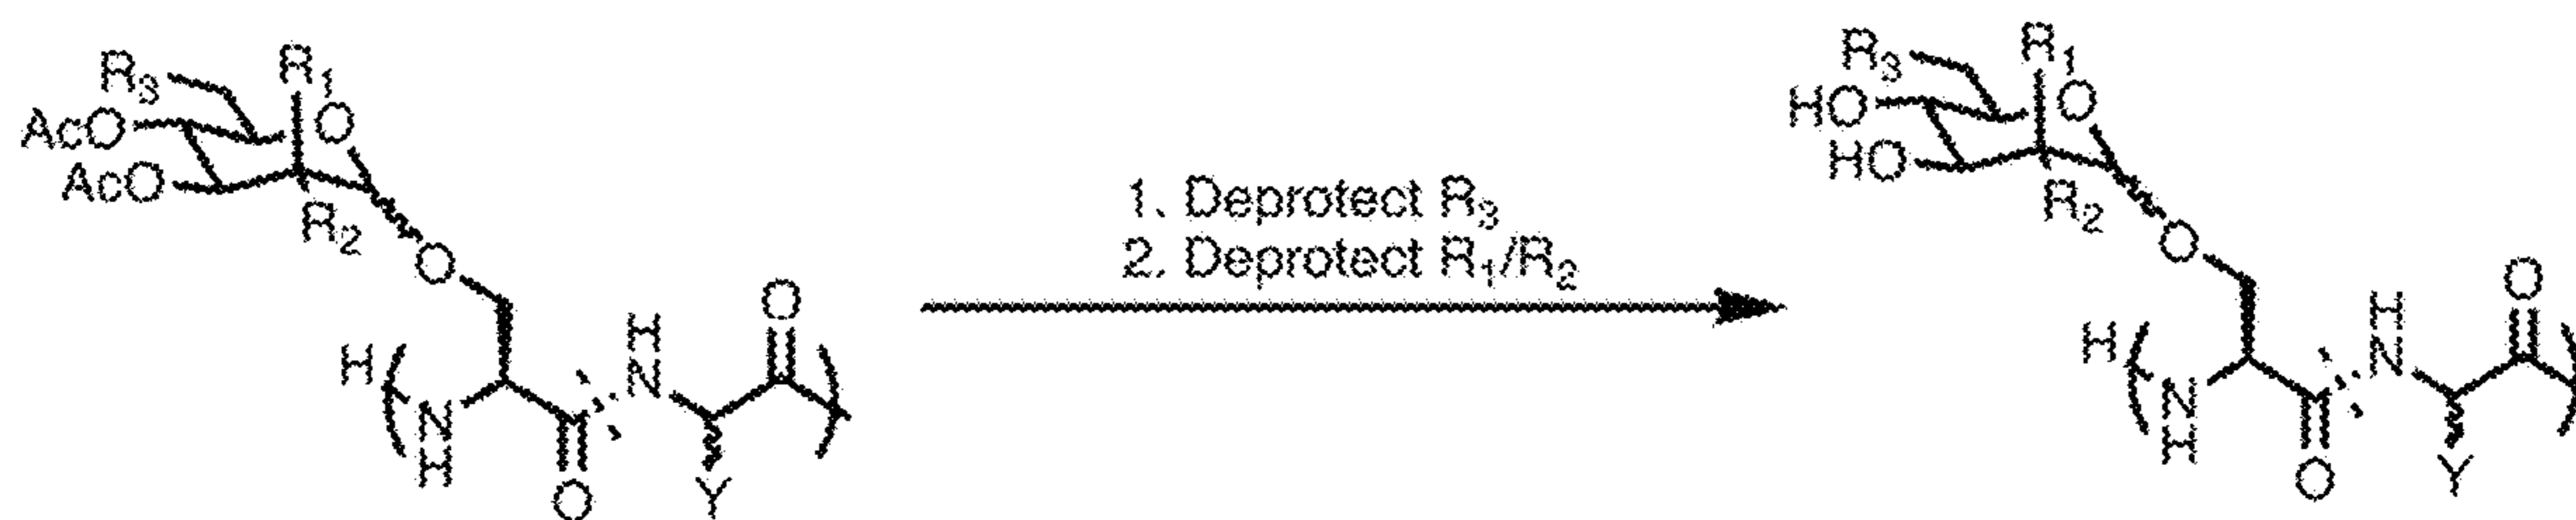 R3 R1
AcO O
AcO
R2
O
O
H H N
N H
O Y
1. Deprotect R3
2. Deprotect R1/R2
R3 R1
HO O
HO
R2
O
O
H H N
N H
O Y